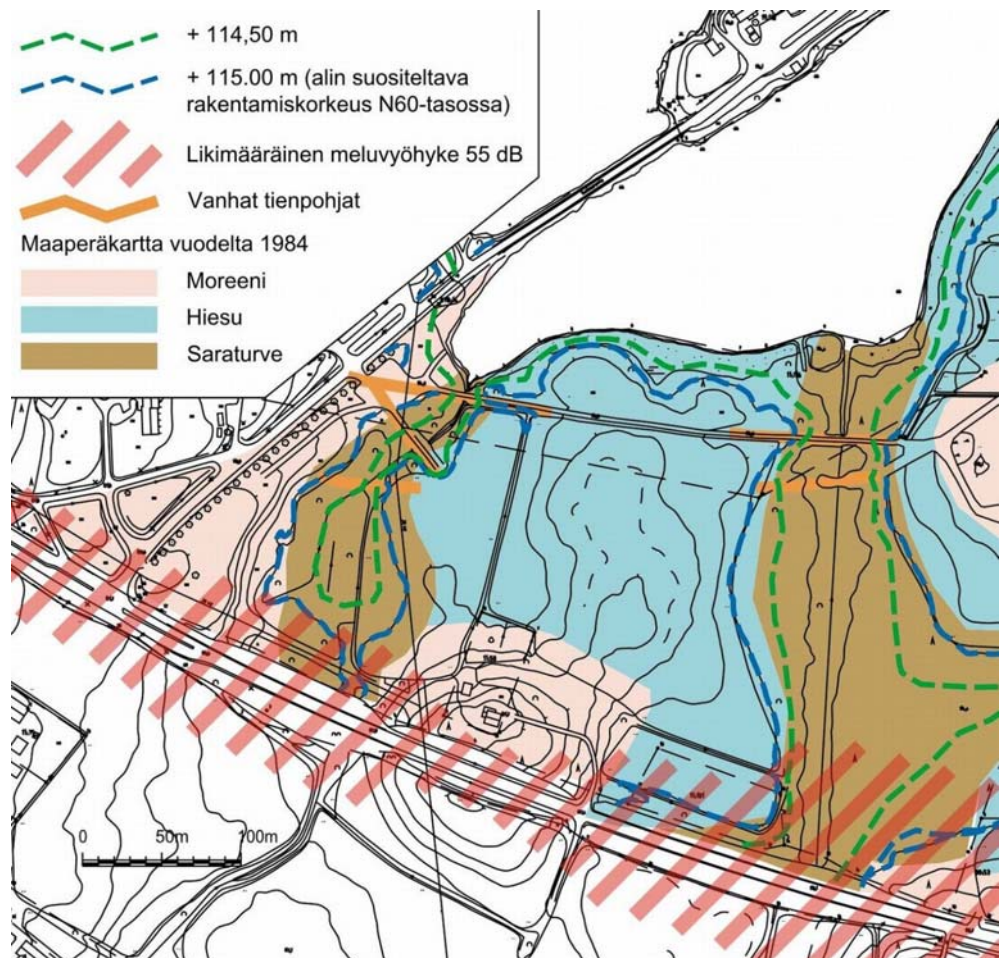 + 114,50 m
+ 115.00 m (alin suositeltava
rakentamiskorkeus N60-tasossa)
Likimääräinen meluvyöhyke 55 dB
Vanhat tienpohjat
Maaperäkartta vuodelta 1984
Moreeni
Hiesu
Saraturve
0 50m 100m